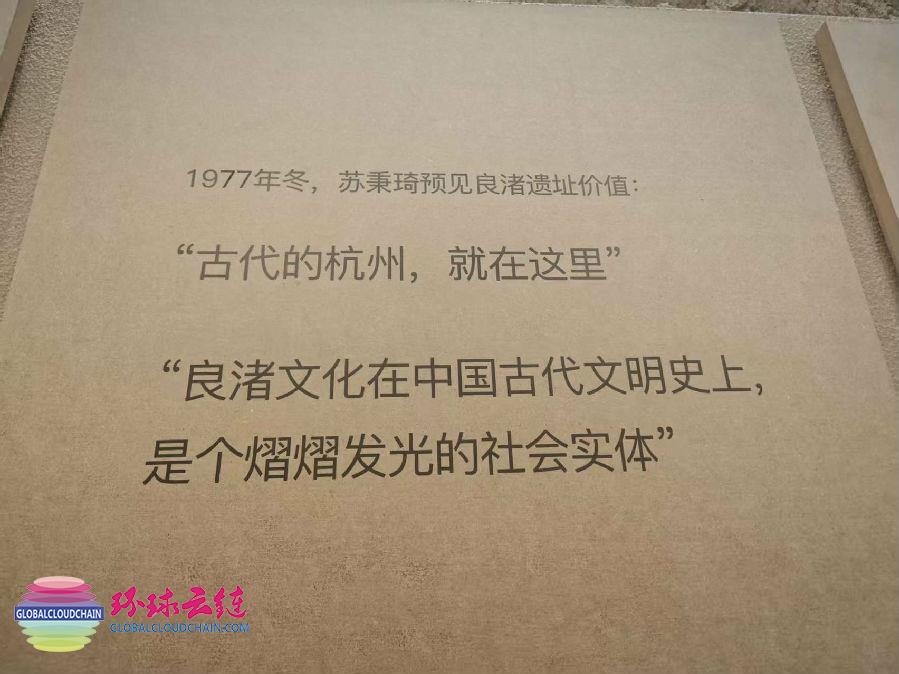 1977年冬，苏秉琦预见良渚遗址价值：
“古代的杭州，就在这里”
“良渚文化在中国古代文明史上，
是个熠熠发光的社会实体”
GLOBALCLOUDCHAIN
环球云链
GLOBALCLOUDCHAIN.COM